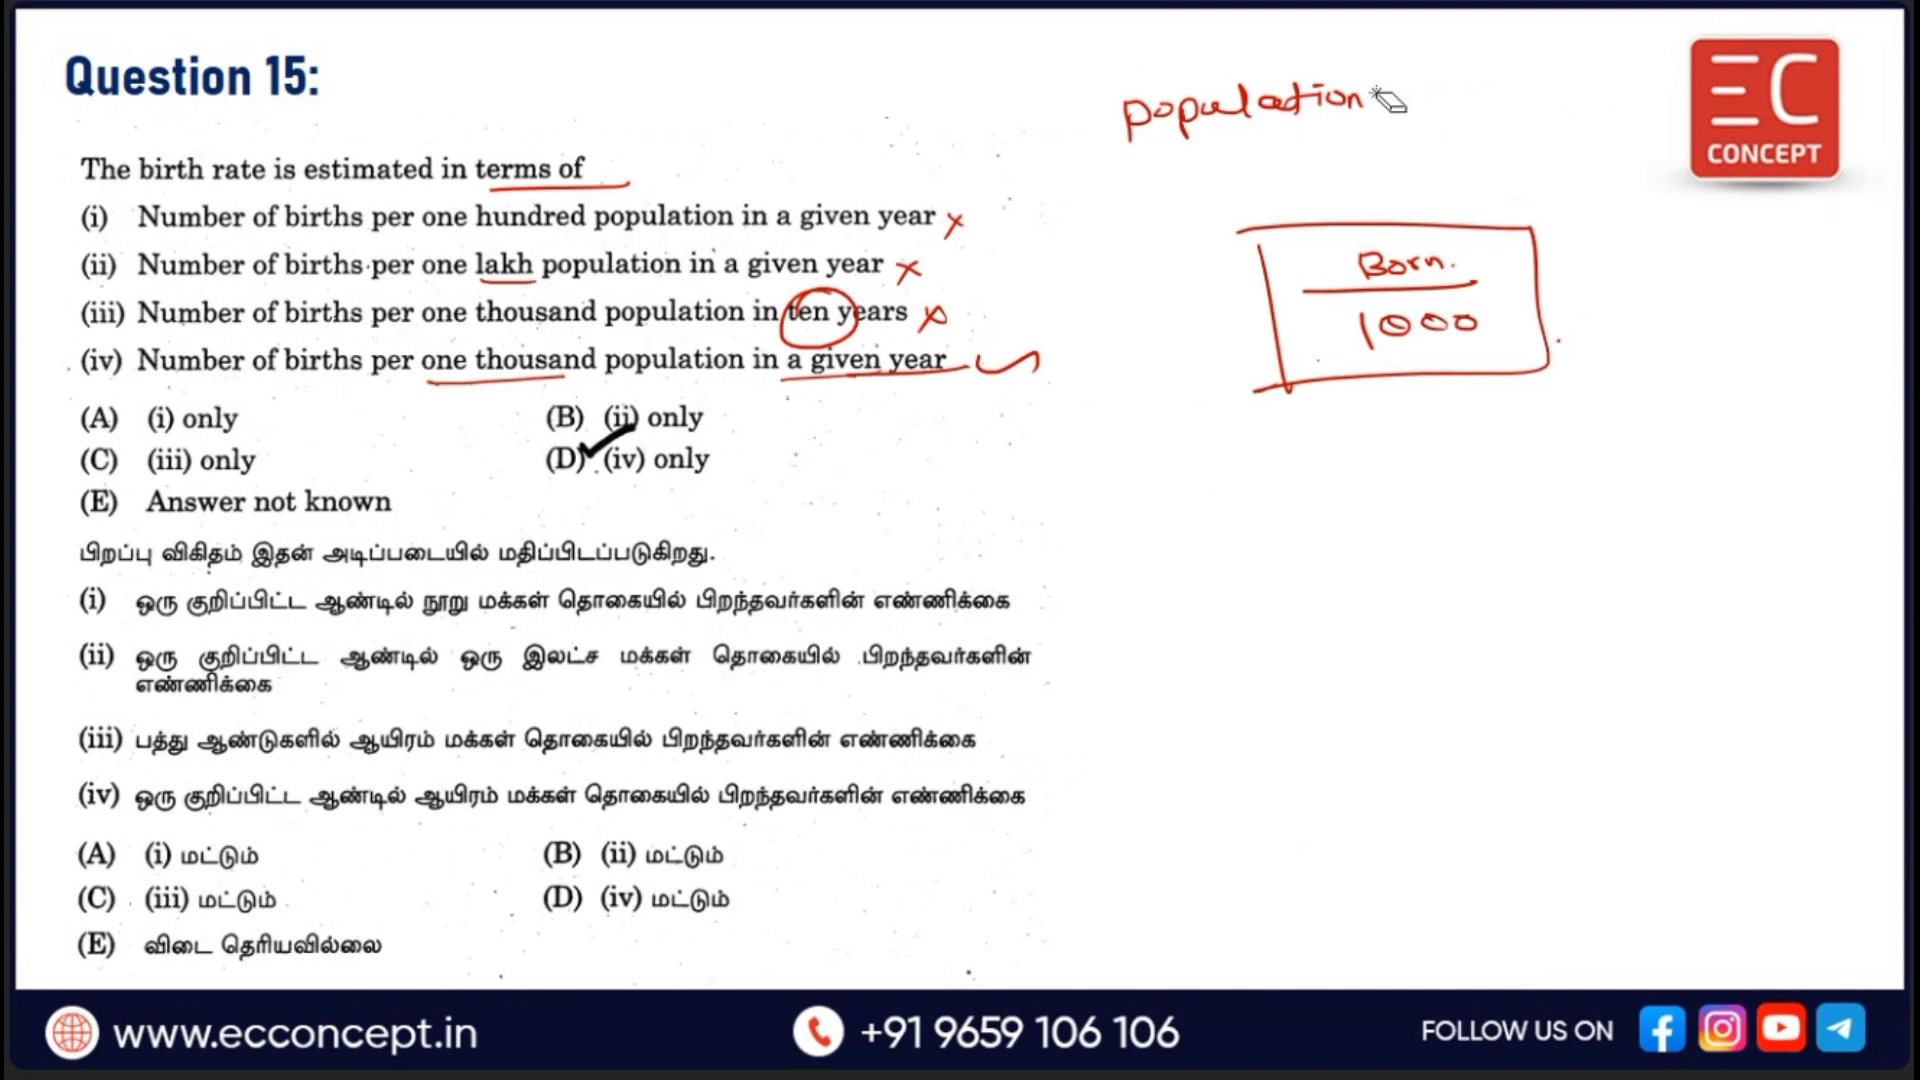 Question 15:
population
EC
CONCEPT
The birth rate is estimated in terms of
(i) Number of births per one hundred population in a given year
(ii) Number of births per one lakh population in a given year
(iii) Number of births per one thousand population in ten years
(iv) Number of births per one thousand population in a given year
Born.
1000
(A) (i) only (B) (ii) only
(C) (iii) only (D) (iv) only
(E) Answer not known
பிறப்பு விகிதம் இதன் அடிப்படையில் மதிப்பிடப்படுகிறது.
(i) ஒரு குறிப்பிட்ட ஆண்டில் நூறு மக்கள் தொகையில் பிறந்தவர்களின் எண்ணிக்கை
(ii) ஒரு குறிப்பிட்ட ஆண்டில் ஒரு இலட்ச மக்கள் தொகையில் பிறந்தவர்களின்
எண்ணிக்கை
(iii) பத்து ஆண்டுகளில் ஆயிரம் மக்கள் தொகையில் பிறந்தவர்களின் எண்ணிக்கை
(iv) ஒரு குறிப்பிட்ட ஆண்டில் ஆயிரம் மக்கள் தொகையில் பிறந்தவர்களின் எண்ணிக்கை
(A) (i) மட்டும் (B) (ii) மட்டும்
(C) (iii) மட்டும் (D) (iv) மட்டும்
(E) விடை தெரியவில்லை
www.ecconcept.in +91 9659 106 106 FOLLOW US ON